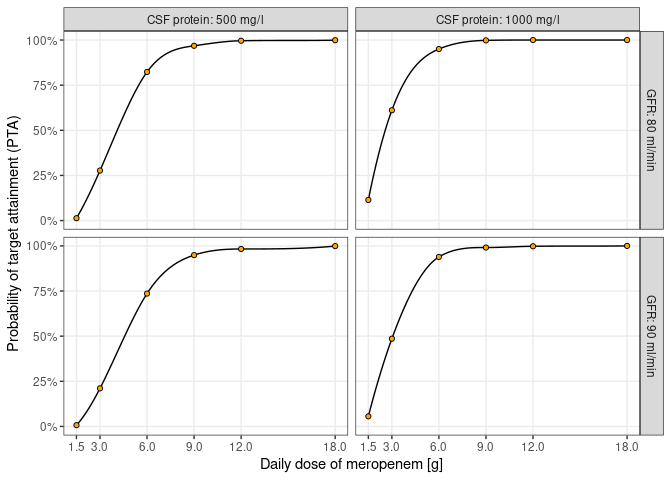 CSF protein: 500 mg/l
CSF protein: 1000 mg/l
Probability of target attainment (PTA)
100%
75%
50%
25%
0%
GFR: 80 ml/min
100%
75%
50%
25%
0%
GFR: 90 ml/min
1.5 3.0 6.0 9.0 12.0 18.0
1.5 3.0 6.0 9.0 12.0 18.0
Daily dose of meropenem [g]